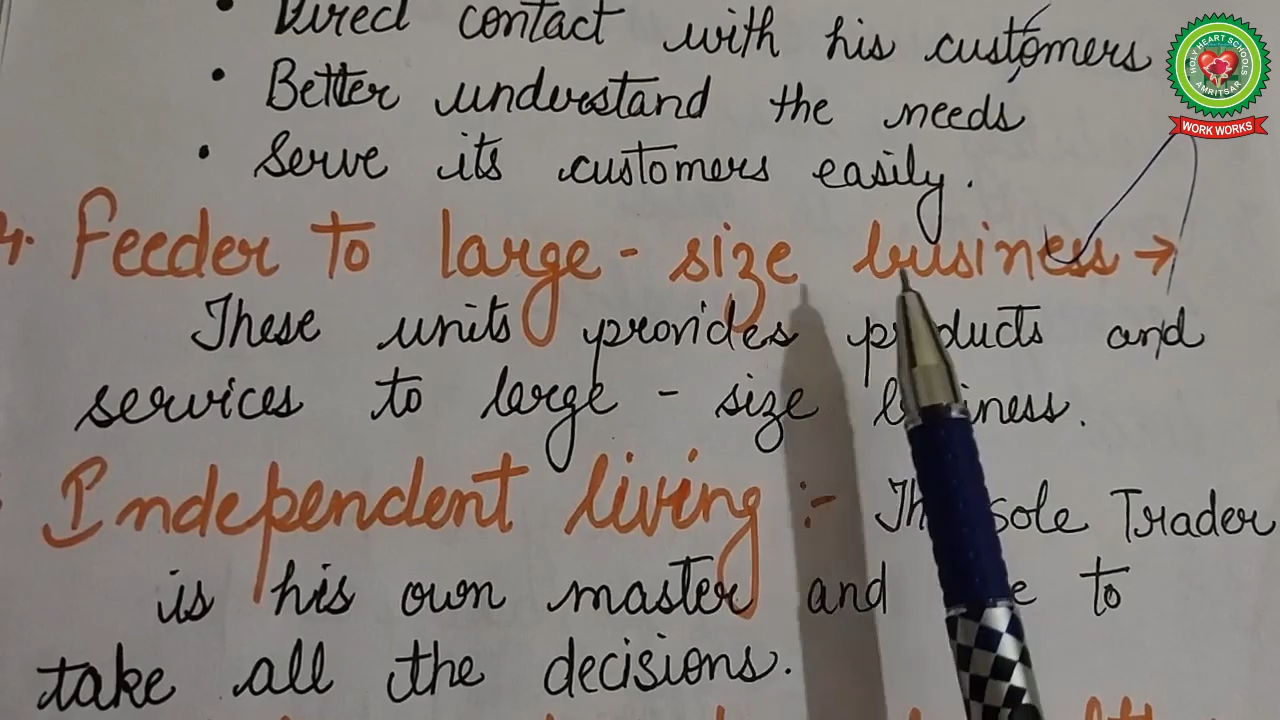 • Direct contact with his customers
• Better understand the needs
• Serve its customers easily.
4. Feeder to large-size business →
These units provides products and
services to large-size business.
Independent living :- The sole Trader
is his own master and to
take all the decisions.
HOLY HEART SCHOOLS
AMRITSAR
WORK WORKS